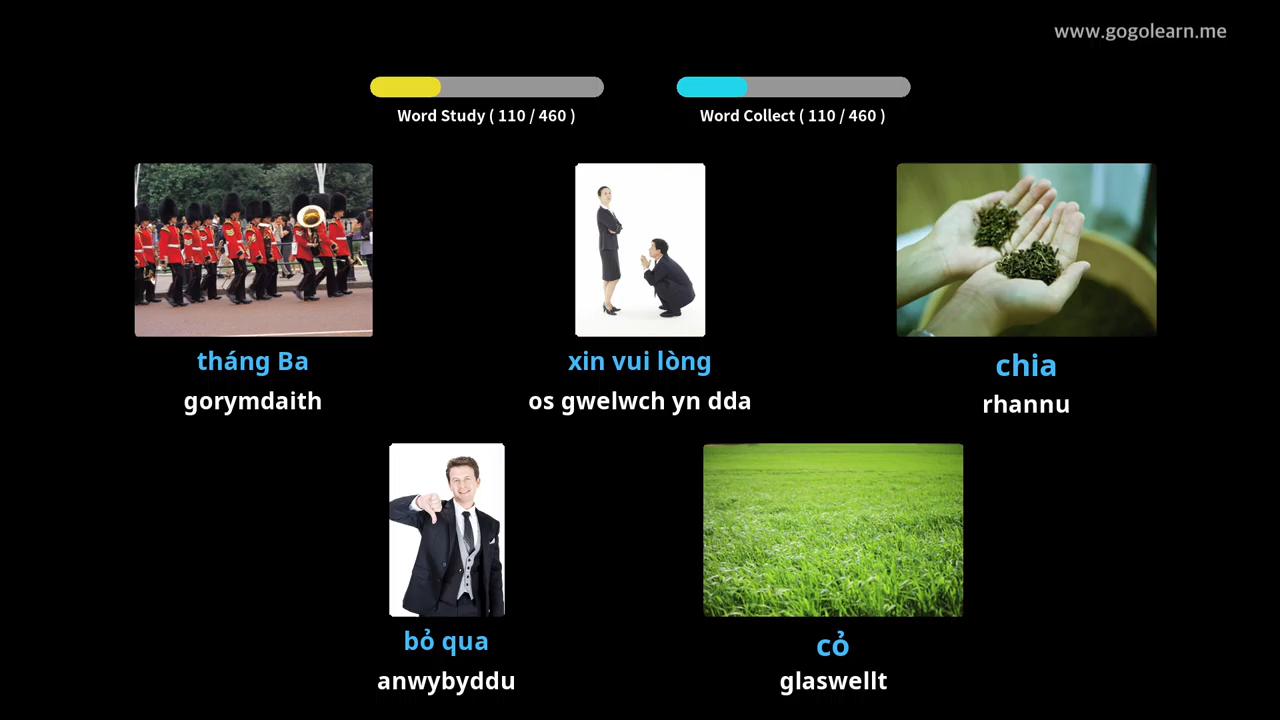 www.gogolearn.me
Word Study ( 110 / 460 )
Word Collect ( 110 / 460 )
tháng Ba
gorymdaith
xin vui lòng
os gwelwch yn dda
chia
rhannu
bỏ qua
anwybyddu
cỏ
glaswellt